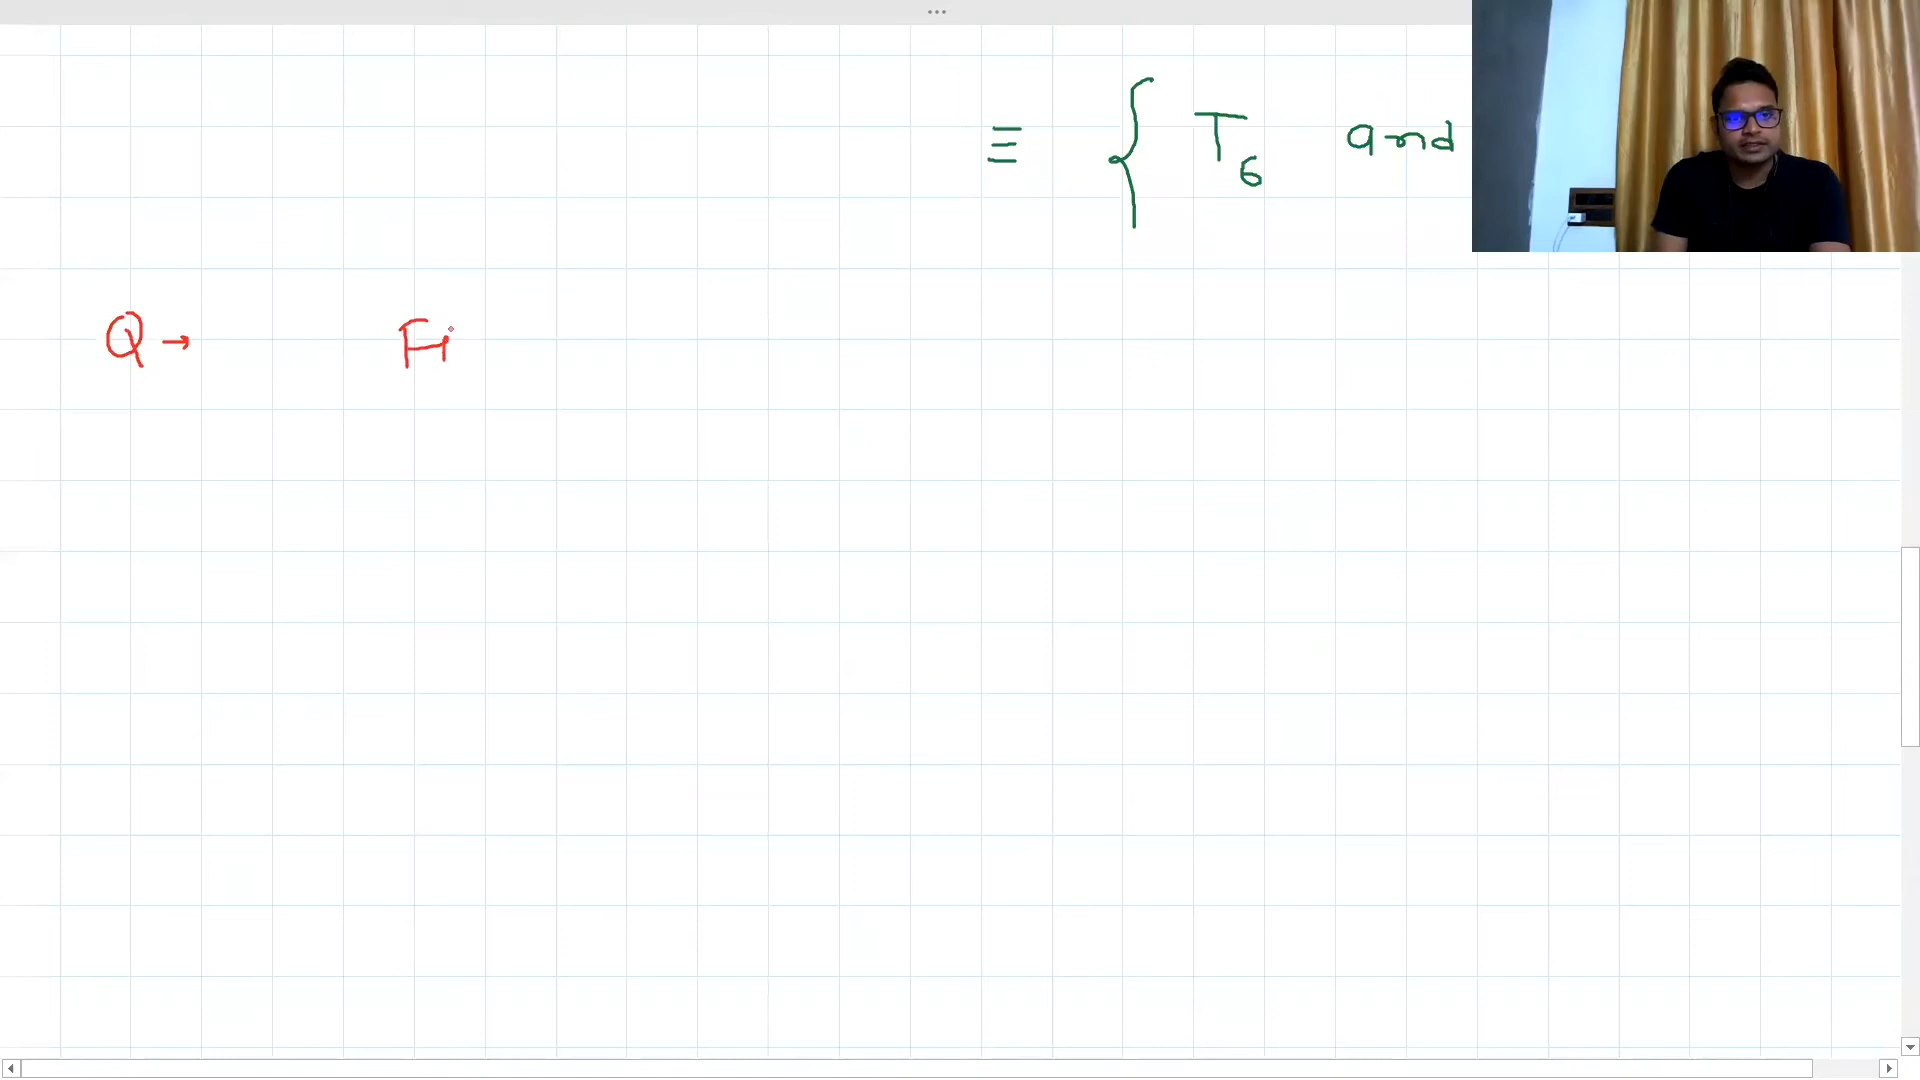 ≡ { T₆ and
Q → Fi